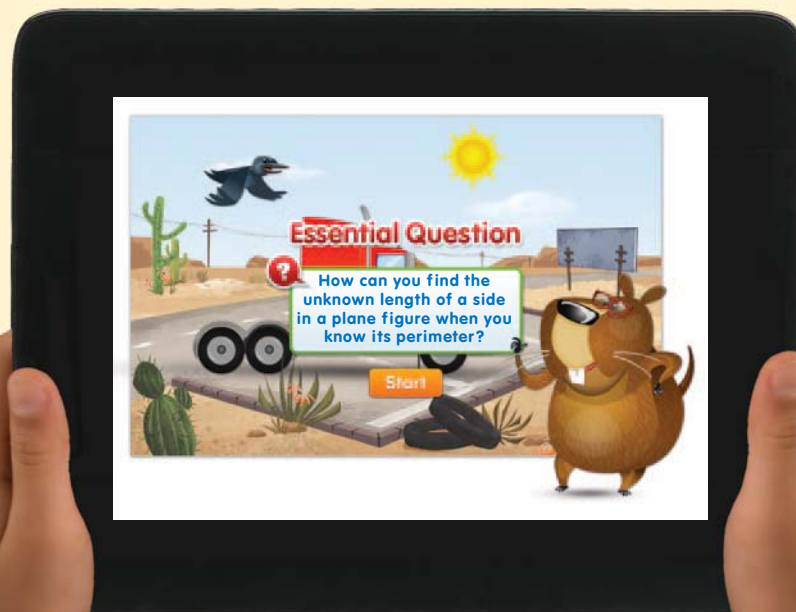 Essential Question
?
How can you find the
unknown length of a side
in a plane figure when you
know its perimeter?
Start